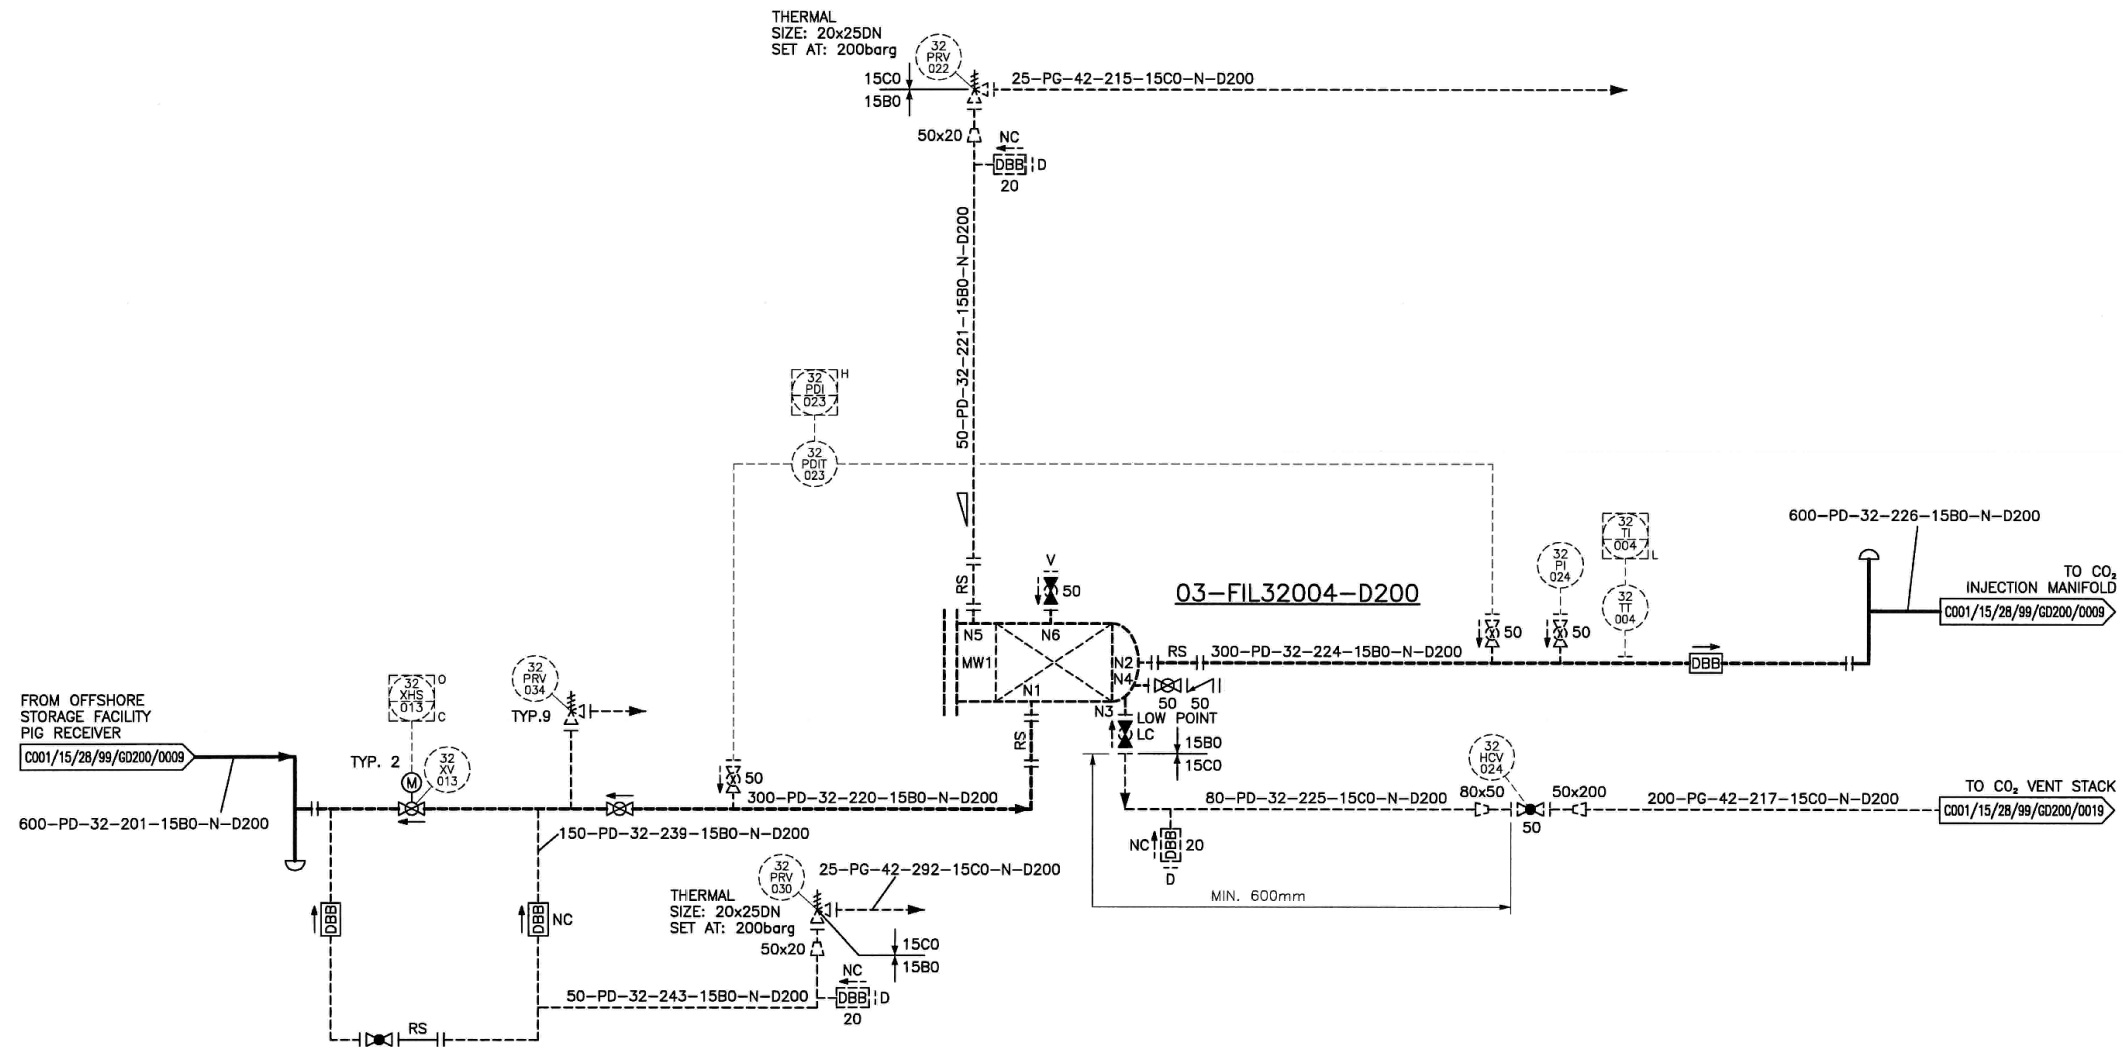 THERMAL
SIZE: 20x25DN
SET AT: 200barg
32
PRV
022
15C0
15B0
25-PG-42-215-15C0-N-D200
50x20
NC
DBB
D
20
50-PD-32-221-15B0-N-D200
32
PDI
023
H
32
PDIT
023
RS
V
50
03-FIL32004-D200
N5
N6
MW1
N1
N2
N4
N3
RS
300-PD-32-224-15B0-N-D200
50
50
32
PI
024
32
TI
004
L
32
TT
004
DBB
600-PD-32-226-15B0-N-D200
TO CO₂
INJECTION MANIFOLD
C001/15/28/99/GD200/0009
50
50
LOW POINT
LC
15B0
15C0
RS
FROM OFFSHORE
STORAGE FACILITY
PIG RECEIVER
C001/15/28/99/GD200/0009
600-PD-32-201-15B0-N-D200
32
XHS
013
O
C
TYP. 2
M
32
XV
013
32
PRV
034
TYP.9
50
300-PD-32-220-15B0-N-D200
150-PD-32-239-15B0-N-D200
80-PD-32-225-15C0-N-D200
80x50
32
HCV
024
50
50x200
200-PG-42-217-15C0-N-D200
TO CO₂ VENT STACK
C001/15/28/99/GD200/0019
NC
DBB
20
D
MIN. 600mm
DBB
DBB
NC
THERMAL
SIZE: 20x25DN
SET AT: 200barg
32
PRV
030
25-PG-42-292-15C0-N-D200
50x20
15C0
15B0
NC
DBB
D
20
50-PD-32-243-15B0-N-D200
RS